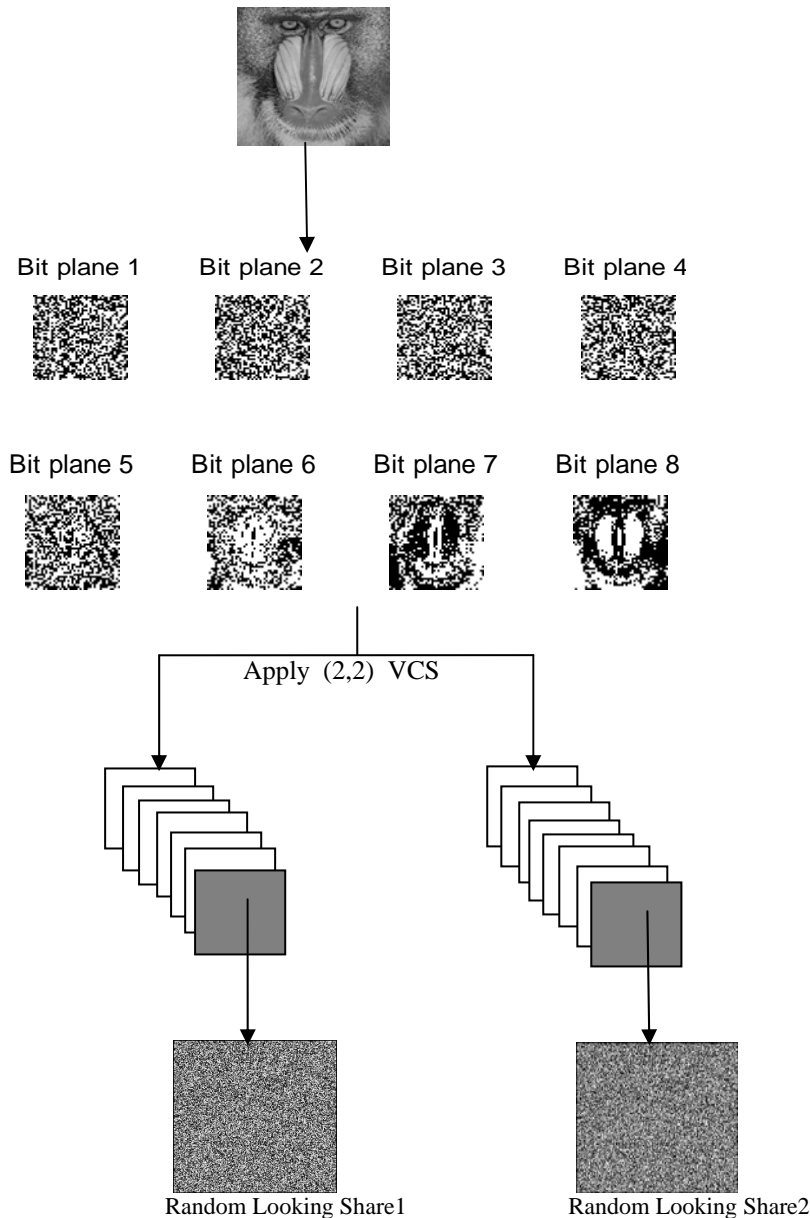 Bit plane 1 Bit plane 2 Bit plane 3 Bit plane 4
Bit plane 5 Bit plane 6 Bit plane 7 Bit plane 8
Apply (2,2) VCS
Random Looking Share1 Random Looking Share2